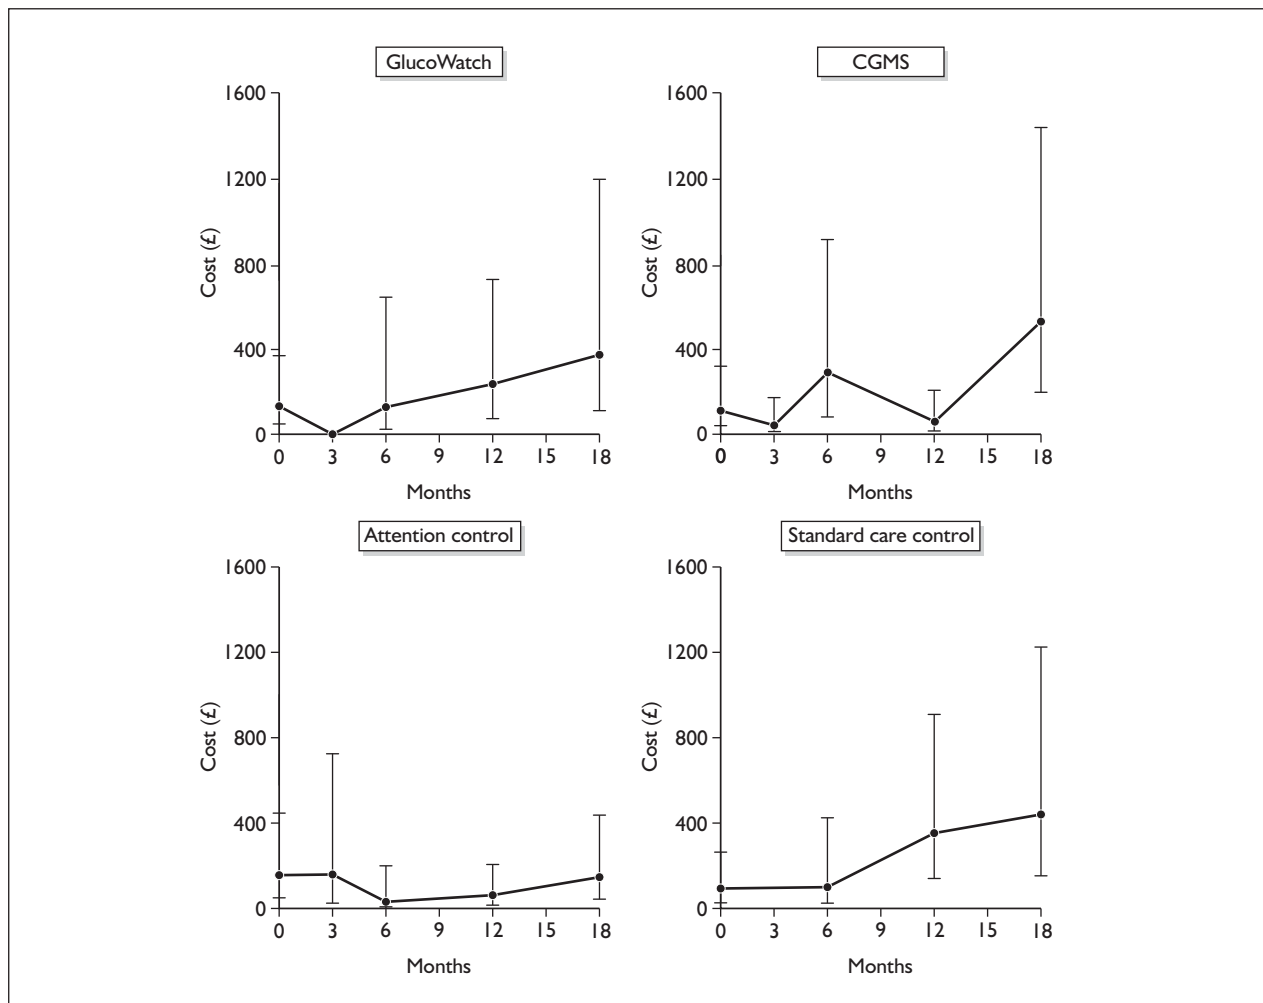 GlucoWatch
1600
1200
800
400
0
Cost (£)
0 3 6 9 12 15 18
Months
CGMS
1600
1200
800
400
0
Cost (£)
0 3 6 9 12 15 18
Months
Attention control
1600
1200
800
400
0
Cost (£)
0 3 6 9 12 15 18
Months
Standard care control
1600
1200
800
400
0
Cost (£)
0 3 6 9 12 15 18
Months